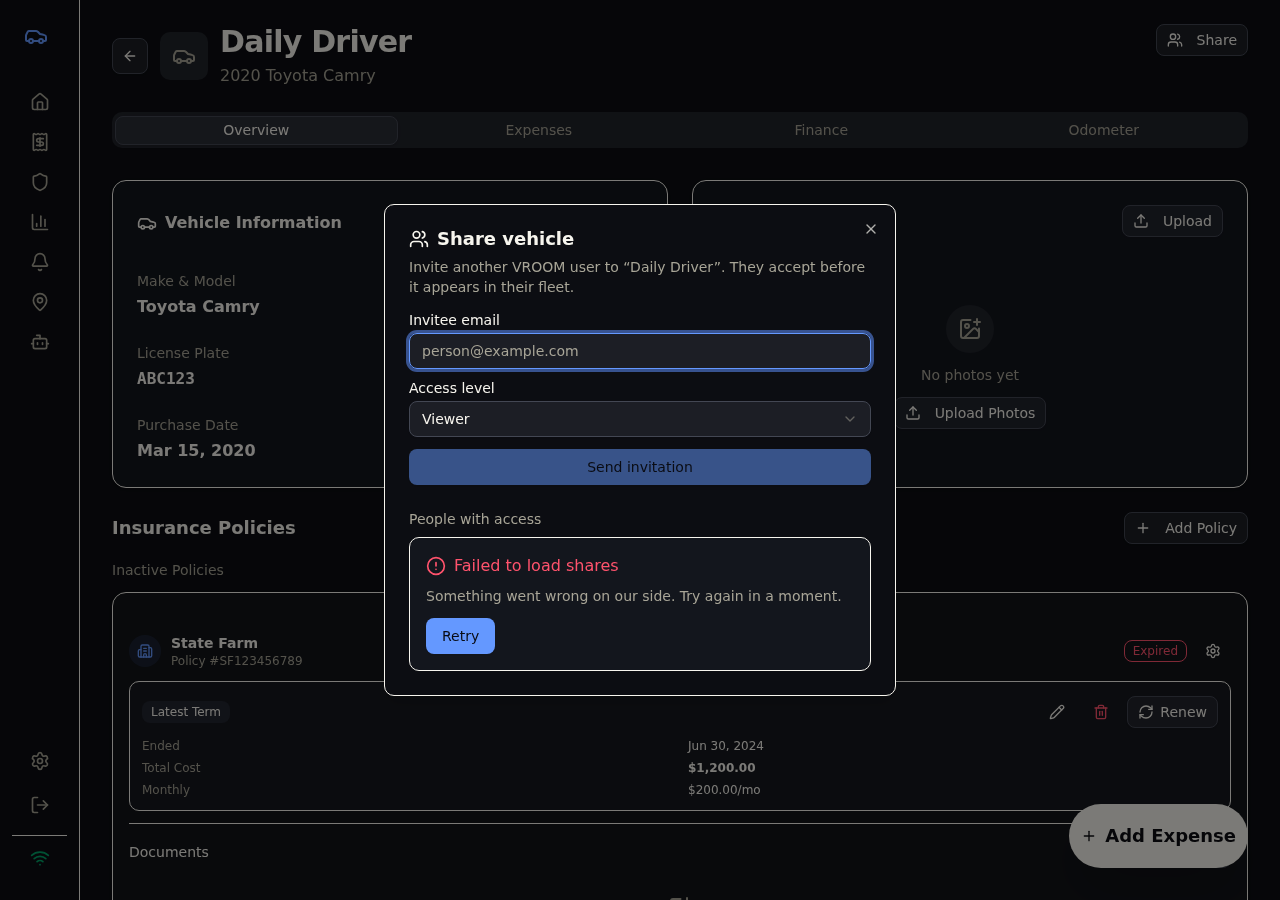 Daily Driver
2020 Toyota Camry
Share
Overview
Expenses
Finance
Odometer
Vehicle Information
Upload
Make & Model
Toyota Camry
License Plate
ABC123
Purchase Date
Mar 15, 2020
No photos yet
Upload Photos
Share vehicle
Invite another VROOM user to “Daily Driver”. They accept before
it appears in their fleet.
Invitee email
person@example.com
Access level
Viewer
Send invitation
People with access
Failed to load shares
Something went wrong on our side. Try again in a moment.
Retry
Insurance Policies
Add Policy
Inactive Policies
State Farm
Policy #SF123456789
Expired
Latest Term
Renew
Ended
Jun 30, 2024
Total Cost
$1,200.00
Monthly
$200.00/mo
Documents
Add Expense